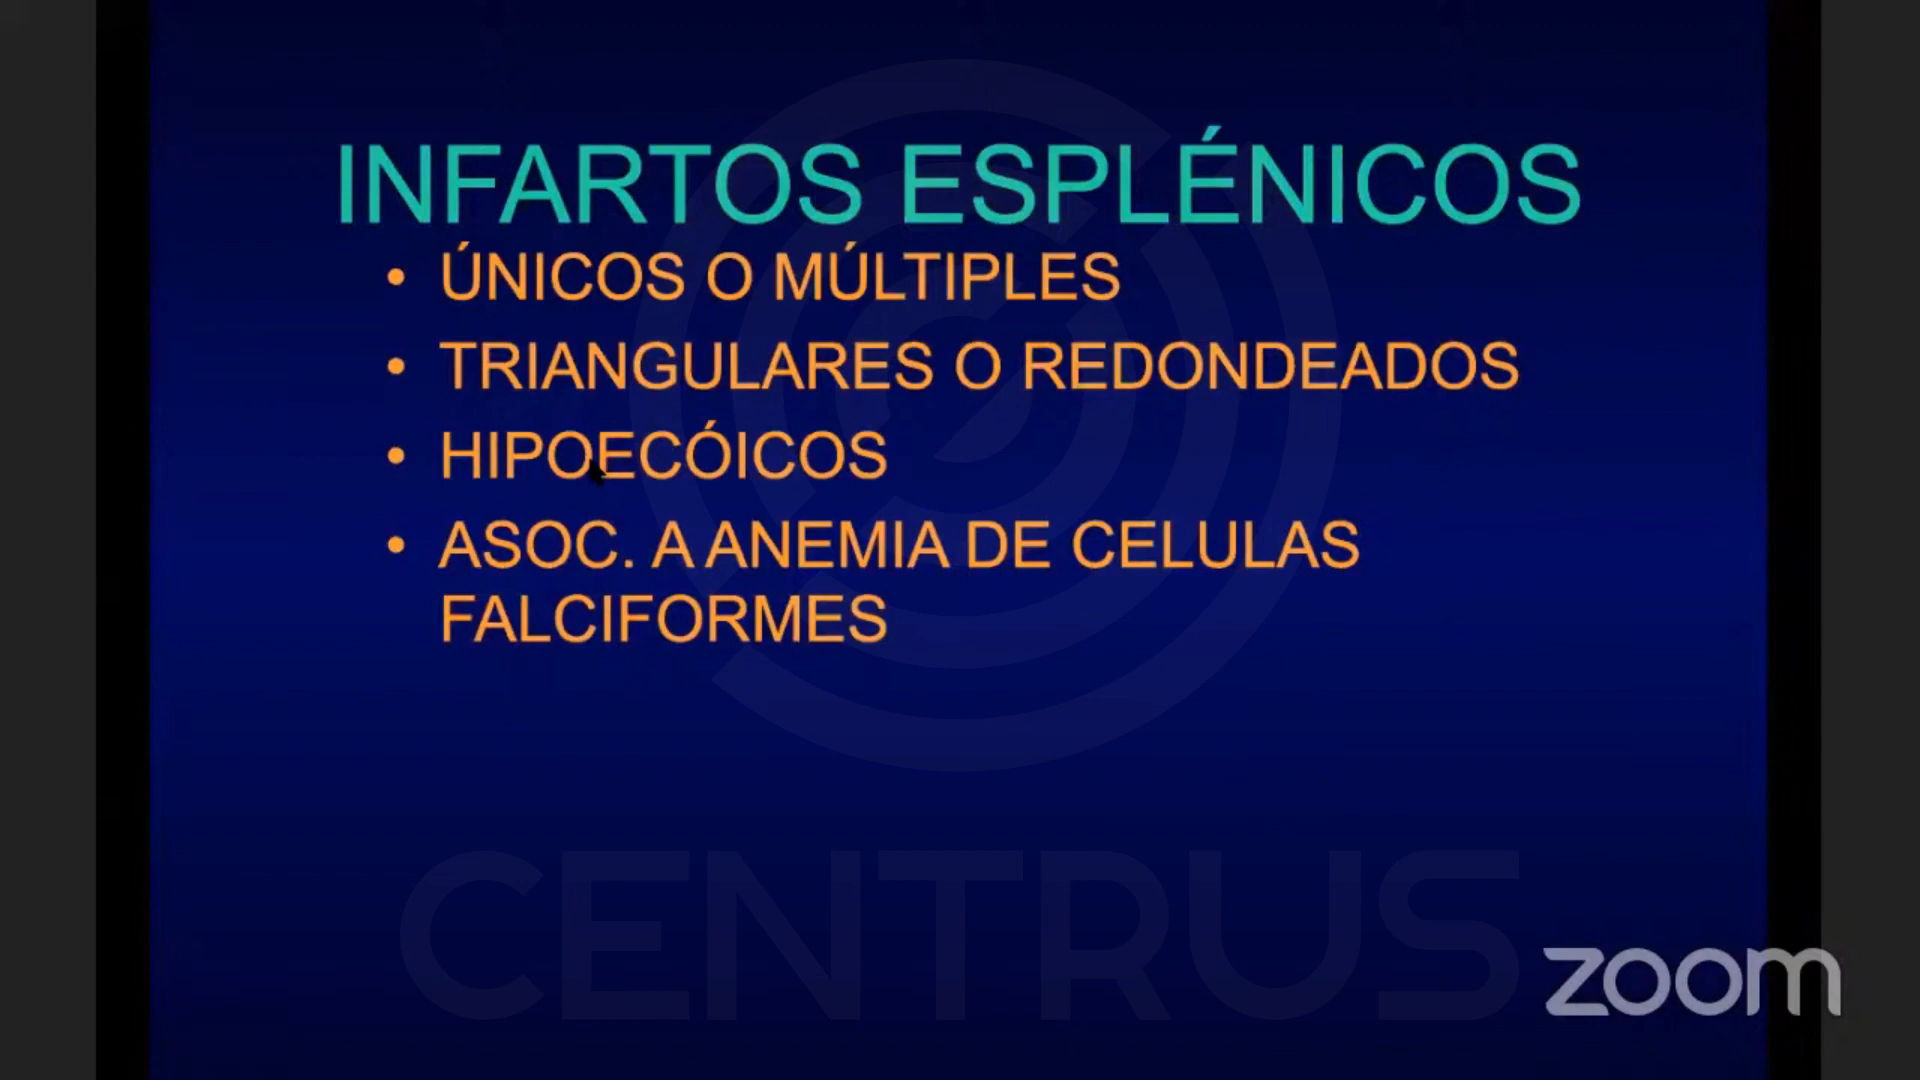 INFARTOS ESPLÉNICOS
• ÚNICOS O MÚLTIPLES
• TRIANGULARES O REDONDEADOS
• HIPOECÓICOS
• ASOC. A ANEMIA DE CELULAS
FALCIFORMES
CENTRUS
zoom